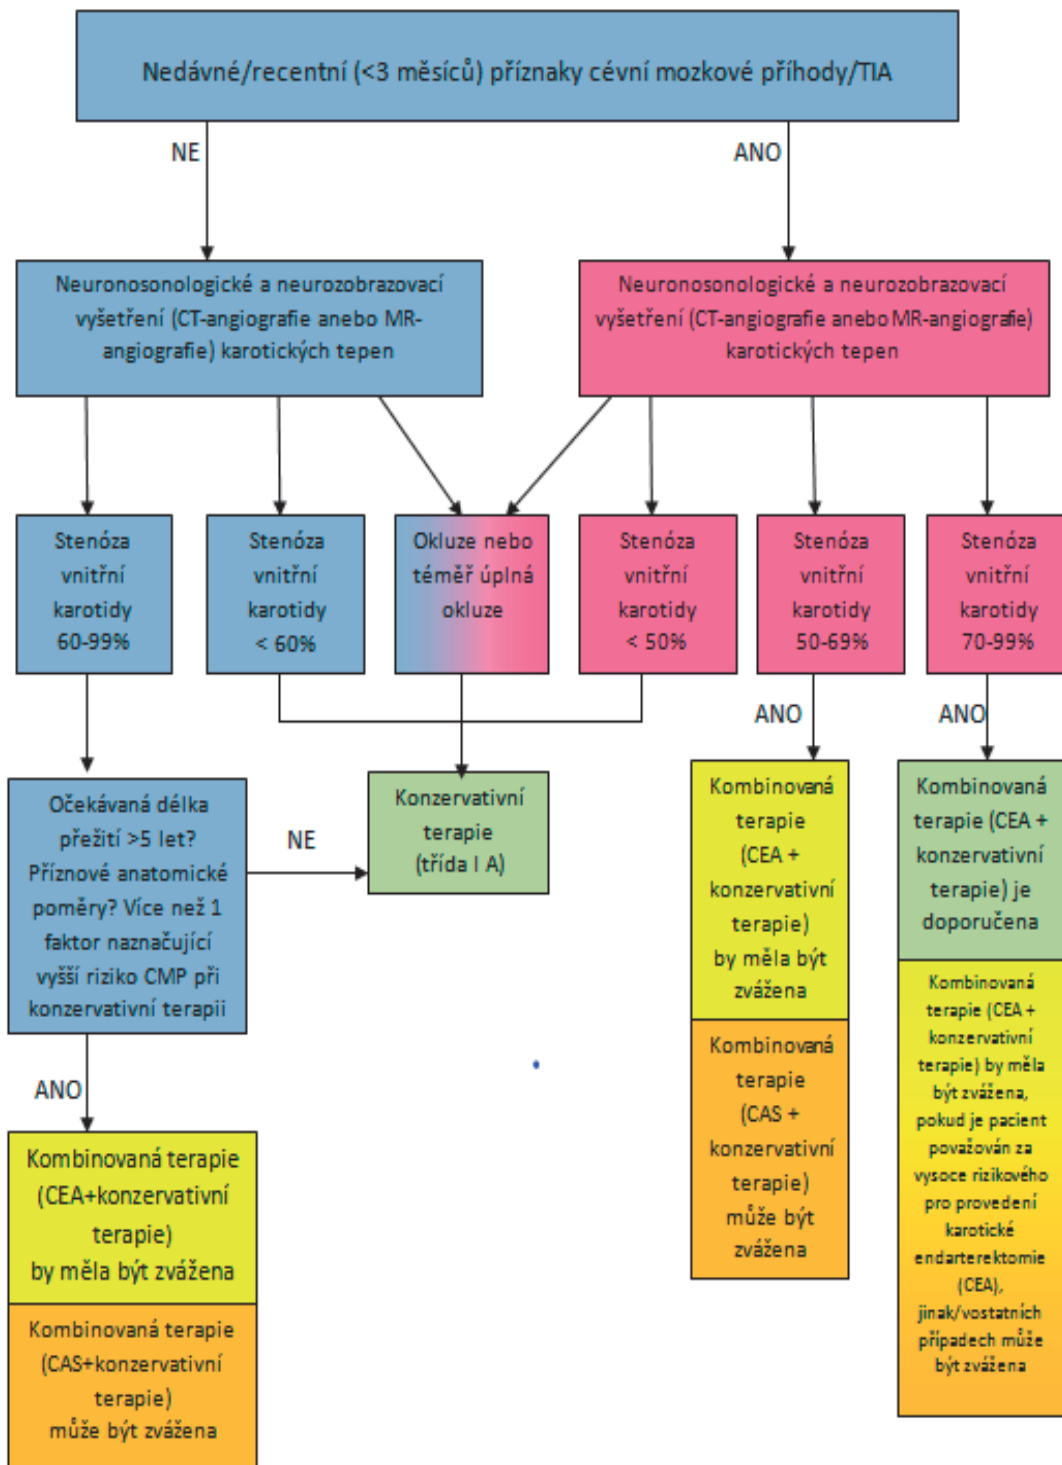 Nedávné/recentní (<3 měsíců) příznaky cévní mozkové příhody/TIA
NE
ANO
Neuronosonologické a neurozobrazovací
vyšetření (CT-angiografie anebo MR-
angiografie) karotických tepen
Neuronosonologické a neurozobrazovací
vyšetření (CT-angiografie anebo MR-angiografie)
karotických tepen
Stenóza
vnitřní
karotidy
60-99%
Stenóza
vnitřní
karotidy
< 60%
Okluze nebo
téměř úplná
okluze
Stenóza
vnitřní
karotidy
< 50%
Stenóza
vnitřní
karotidy
50-69%
Stenóza
vnitřní
karotidy
70-99%
ANO
ANO
Očekávaná délka
přežití >5 let?
Příznové anatomické
poměry? Více než 1
faktor naznačující
vyšší riziko CMP při
konzervativní terapii
NE
Konzervativní
terapie
(třída I A)
Kombinovaná
terapie
(CEA +
konzervativní
terapie)
by měla být
zvážena
Kombinovaná
terapie
(CAS +
konzervativní
terapie)
může být
zvážena
Kombinovaná
terapie (CEA +
konzervativní
terapie) je
doporučena
Kombinovaná
terapie (CEA +
konzervativní
terapie) by měla
být zvážena,
pokud je pacient
považován za
vysoce rizikového
pro provedení
karotické
endarterektomie
(CEA),
jinak/vostatních
případech může
být zvážena
ANO
Kombinovaná terapie
(CEA+konzervativní
terapie)
by měla být zvážena
Kombinovaná terapie
(CAS+konzervativní
terapie)
může být zvážena